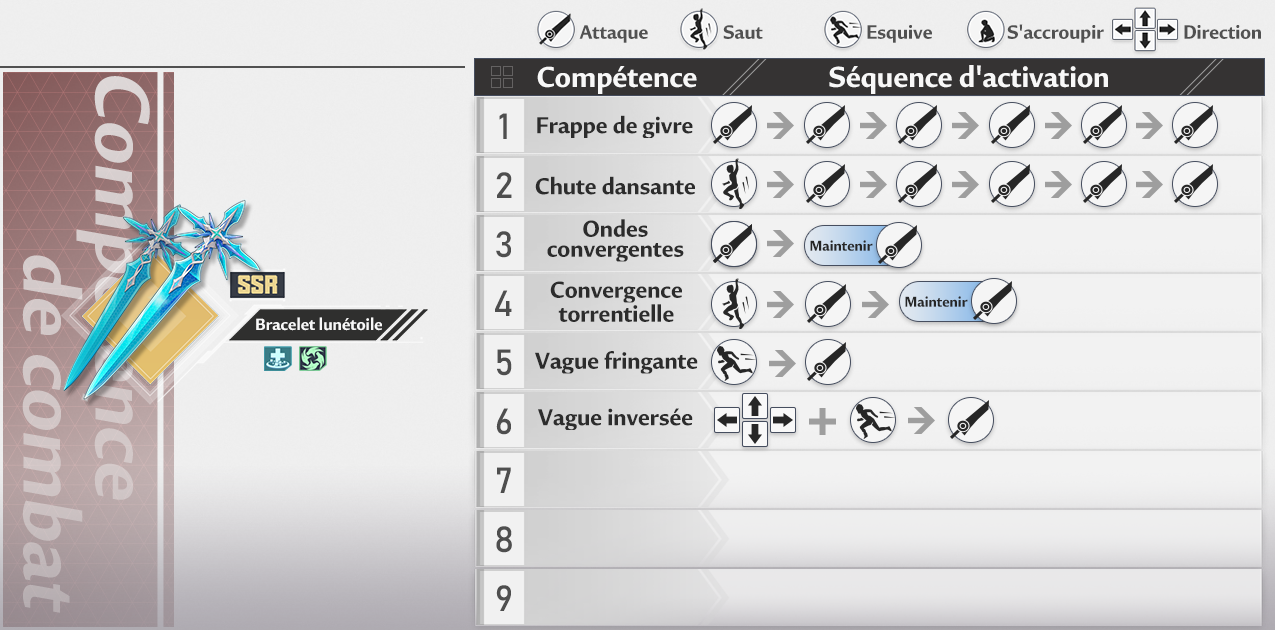 Attaque Saut Esquive S'accroupir Direction
Compétence Séquence d'activation
Compétence
de combat
SSR
Bracelet lunétoile
1 Frappe de givre
2 Chute dansante
3 Ondes
convergentes
Maintenir
4 Convergence
torrentielle
Maintenir
5 Vague fringante
6 Vague inversée
7
8
9